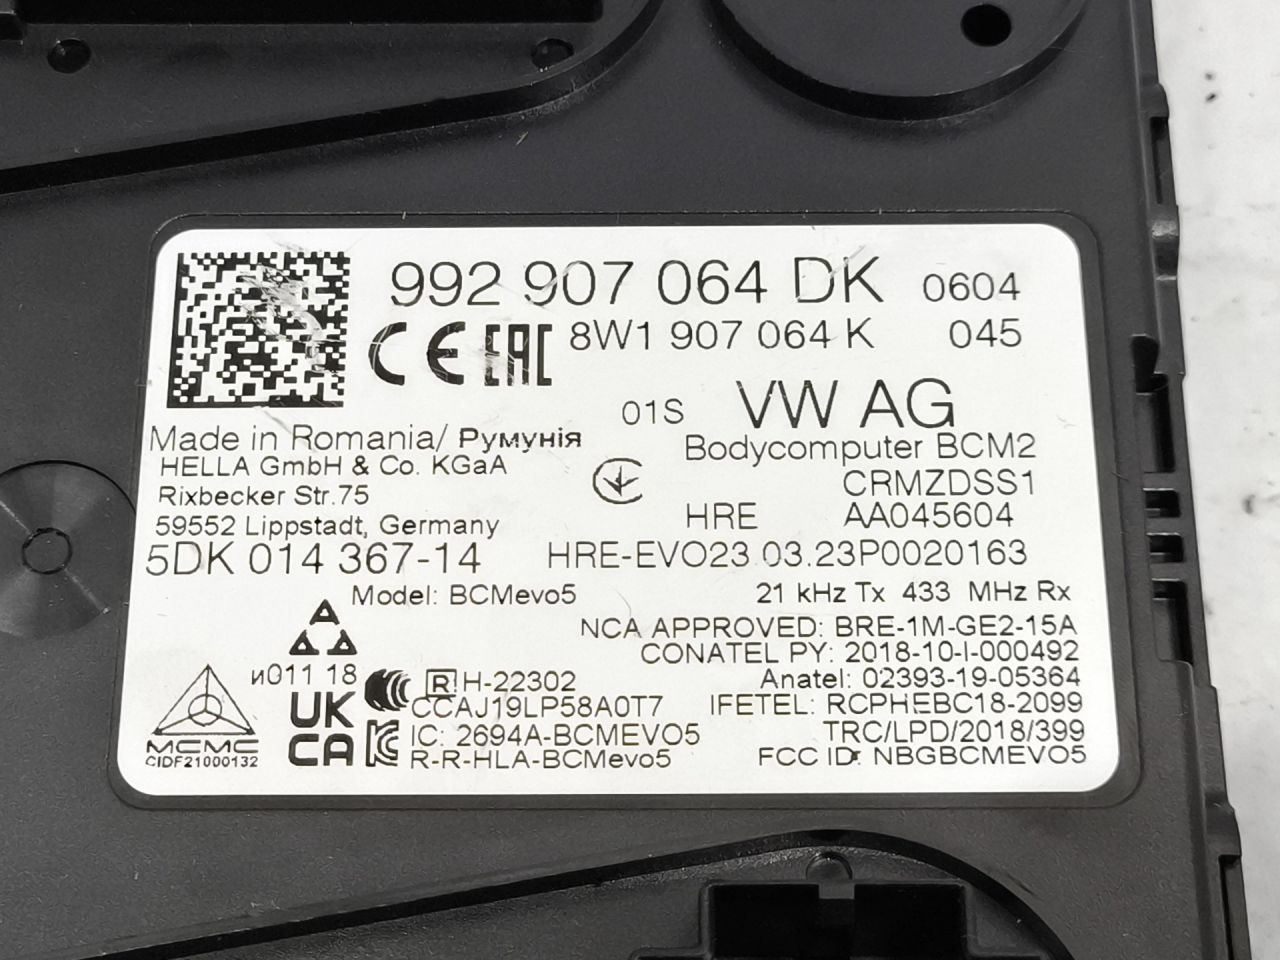 992 907 064 DK 0604
CE EAC 8W1 907 064 K 045
01S VW AG
Made in Romania/ Румунія
Bodycomputer BCM2
HELLA GmbH & Co. KGaA
CRMZDSS1
Rixbecker Str.75
HRE AA045604
59552 Lippstadt, Germany
5DK 014 367-14 HRE-EVO23 03.23P0020163
Model: BCMevo5 21 kHz Tx 433 MHz Rx
NCA APPROVED: BRE-1M-GE2-15A
CONATEL PY: 2018-10-I-000492
и011 18 R H-22302 Anatel: 02393-19-05364
CCAJ19LP58A0T7 IFETEL: RCPHEBC18-2099
UK CA IC: 2694A-BCMEVO5 TRC/LPD/2018/399
MCMC
CIDF21000132 R-R-HLA-BCMevo5 FCC ID: NBGBCMEVO5